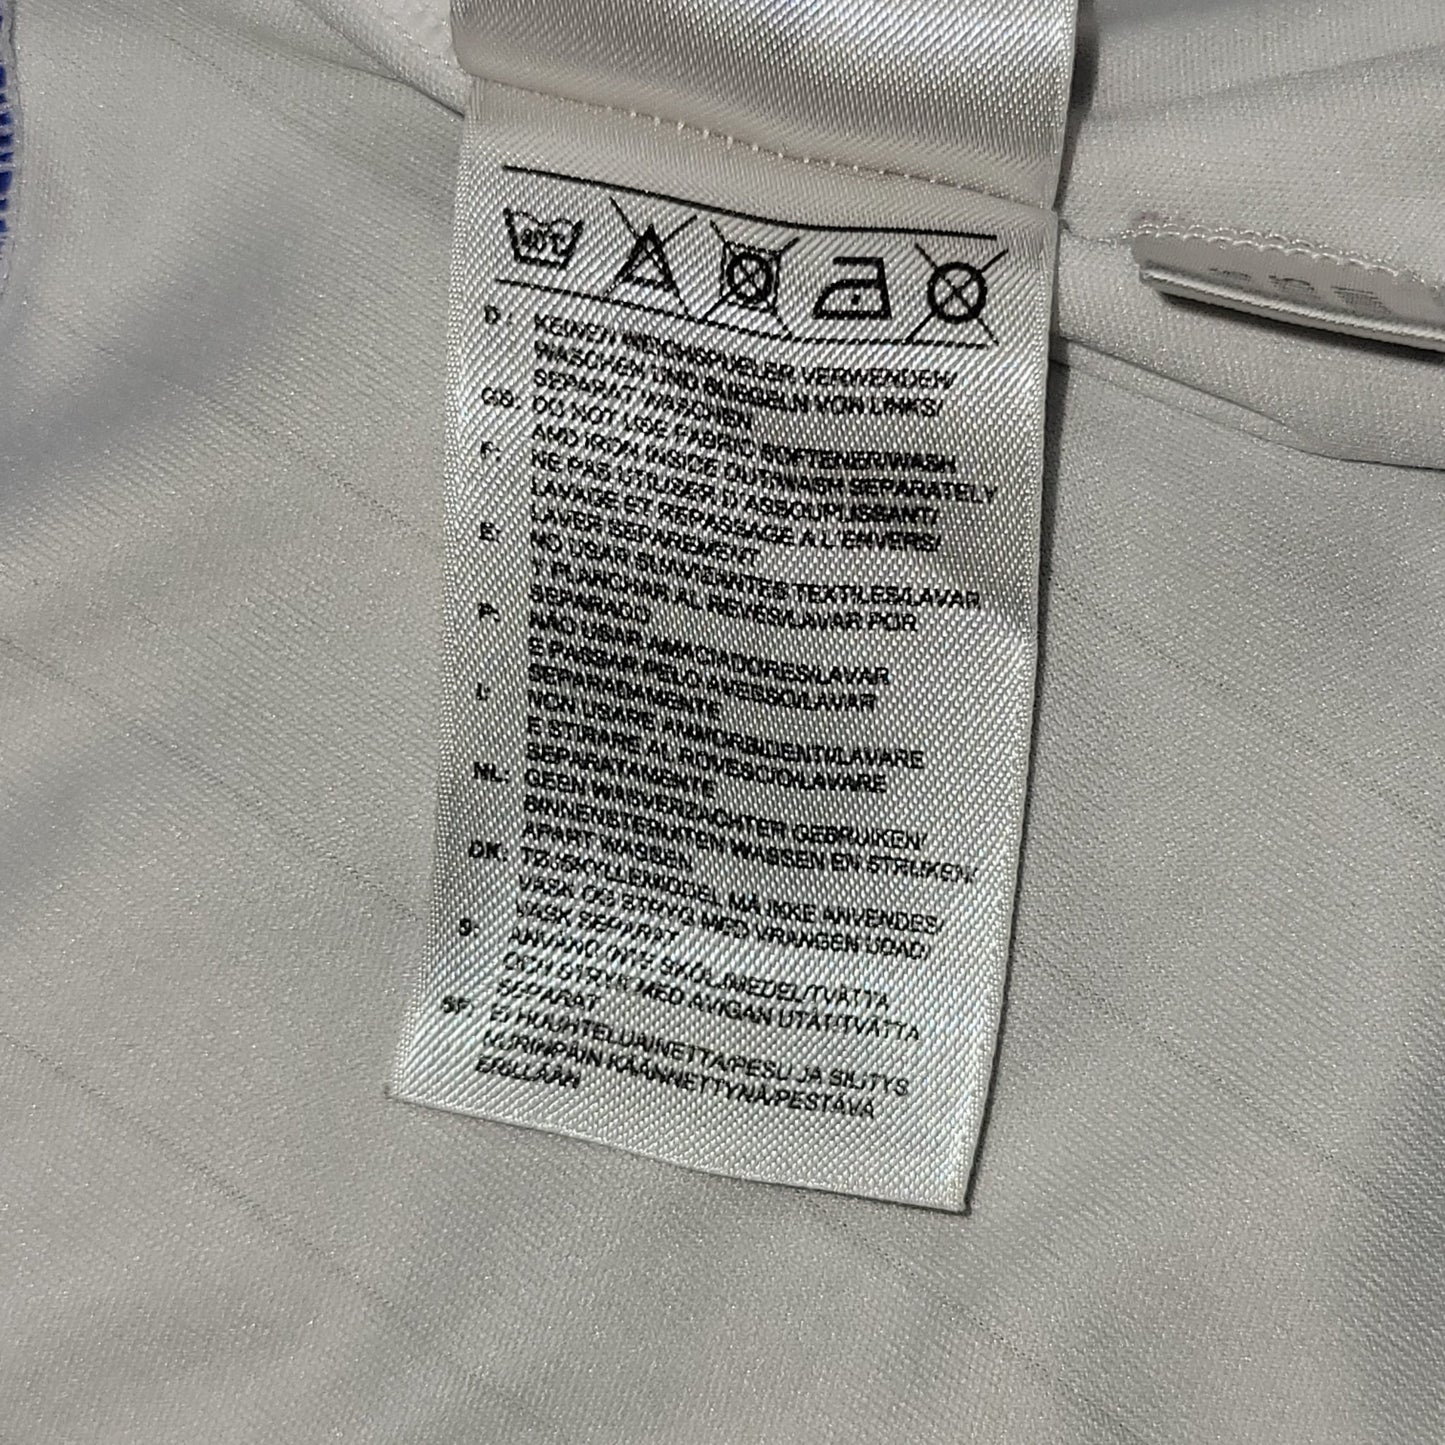 40°C
D: KEINEN WEICHSPUELER VERWENDEN/
WASCHEN UND BUEGELN VON LINKS/
SEPARAT WASCHEN
GB: DO NOT USE FABRIC SOFTENER/WASH
AND IRON INSIDE OUT/WASH SEPARATELY
F: NE PAS UTILISER D'ASSOUPLISSANT/
LAVAGE ET REPASSAGE A L'ENVERS/
LAVER SEPAREMENT
E: NO USAR SUAVIZANTES TEXTILES/LAVAR
Y PLANCHAR AL REVES/LAVAR POR
SEPARADO
P: NÃO USAR AMACIADORES/LAVAR
E PASSAR PELO AVESSO/LAVAR
SEPARADAMENTE
I: NON USARE AMMORBIDENTI/LAVARE
E STIRARE AL ROVESCIO/LAVARE
SEPARATAMENTE
NL: GEEN WASVERZACHTER GEBRUIKEN/
BINNENSTEBUITEN WASSEN EN STRIJKEN/
APART WASSEN
DK: TØJSKYLLEMIDDEL MÅ IKKE ANVENDES/
VASK OG STRYG MED VRANGEN UDAD/
VASK SEPARAT
S: ANVÄND INTE SKÖLJMEDEL/TVÄTTA
OCH STRYK MED AVIGAN UTÅT/TVÄTTA
SEPARAT
SF: EI HUUHTELUAINETTA/PESU JA SILITYS
NURINPÄIN KÄÄNNETTYNÄ/PESTÄVÄ
ERILLÄÄN